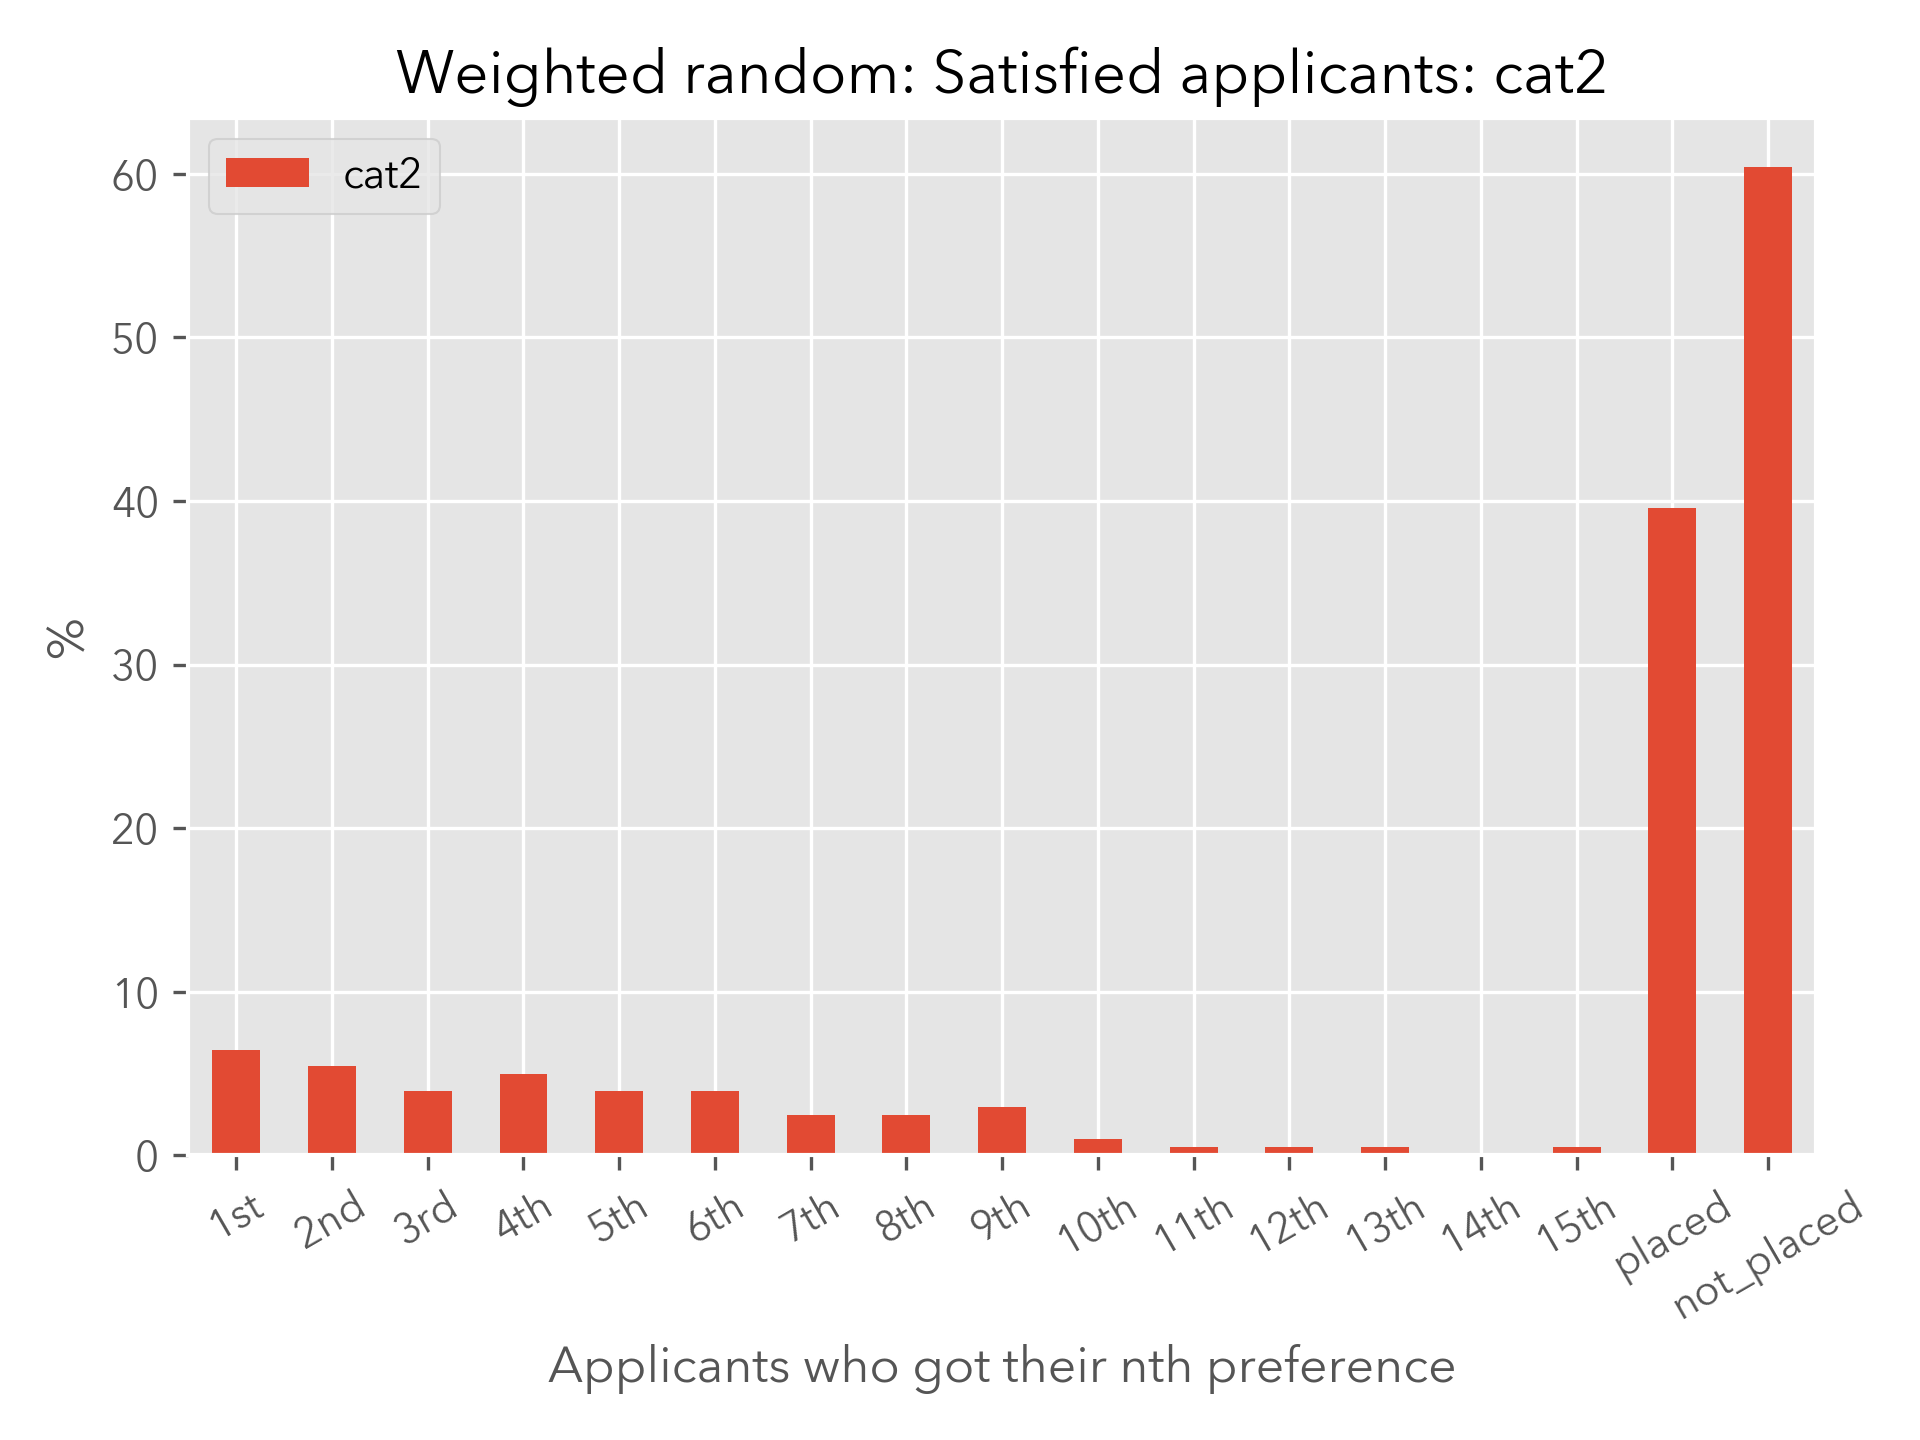 Weighted random: Satisfied applicants: cat2
cat2
60
50
40
30
20
10
0
%
1st
2nd
3rd
4th
5th
6th
7th
8th
9th
10th
11th
12th
13th
14th
15th
placed
not_placed
Applicants who got their nth preference